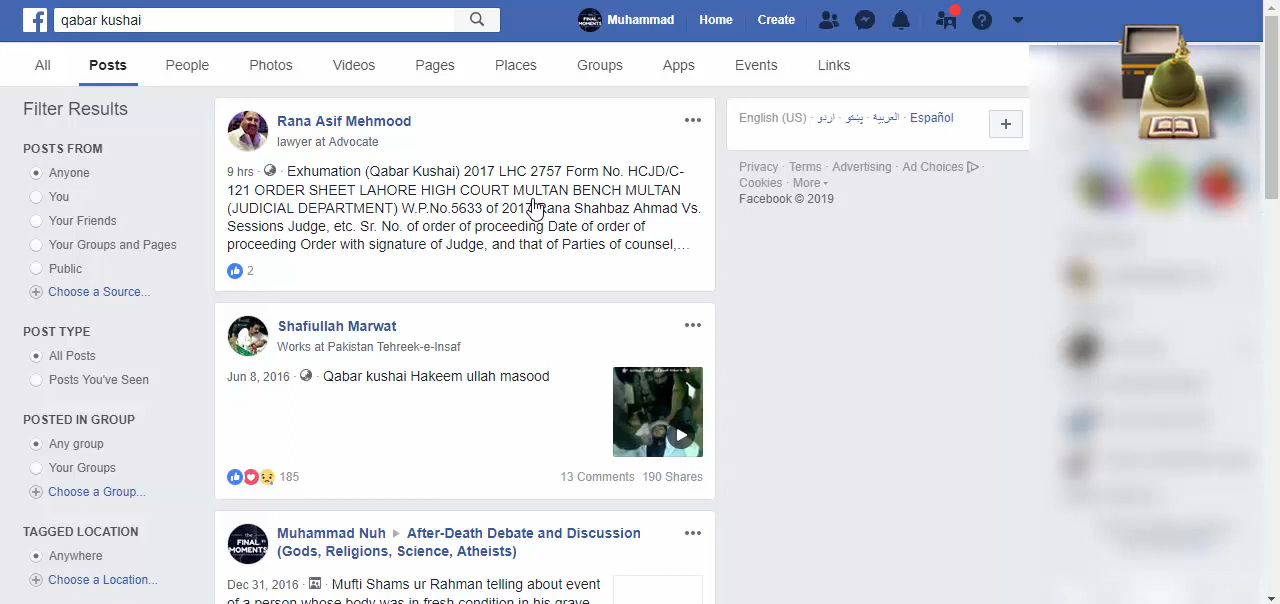 qabar kushai
Muhammad Home Create
All Posts People Photos Videos Pages Places Groups Apps Events Links
Filter Results
POSTS FROM
Anyone
You
Your Friends
Your Groups and Pages
Public
Choose a Source...
POST TYPE
All Posts
Posts You've Seen
POSTED IN GROUP
Any group
Your Groups
Choose a Group...
TAGGED LOCATION
Anywhere
Choose a Location...
Rana Asif Mehmood
lawyer at Advocate
9 hrs · Exhumation (Qabar Kushai) 2017 LHC 2757 Form No. HCJD/C-
121 ORDER SHEET LAHORE HIGH COURT MULTAN BENCH MULTAN
(JUDICIAL DEPARTMENT) W.P.No.5633 of 2017 Rana Shahbaz Ahmad Vs.
Sessions Judge, etc. Sr. No. of order of proceeding Date of order of
proceeding Order with signature of Judge, and that of Parties of counsel,...
2
Shafiullah Marwat
Works at Pakistan Tehreek-e-Insaf
Jun 8, 2016 · Qabar kushai Hakeem ullah masood
185 13 Comments 190 Shares
Muhammad Nuh After-Death Debate and Discussion
(Gods, Religions, Science, Atheists)
FINAL MOMENTS
Dec 31, 2016 · Mufti Shams ur Rahman telling about event
of a person whose body was in fresh condition in his grave
English (US) · اردو · پښتو · العربية · Español
Privacy · Terms · Advertising · Ad Choices ·
Cookies · More
Facebook © 2019